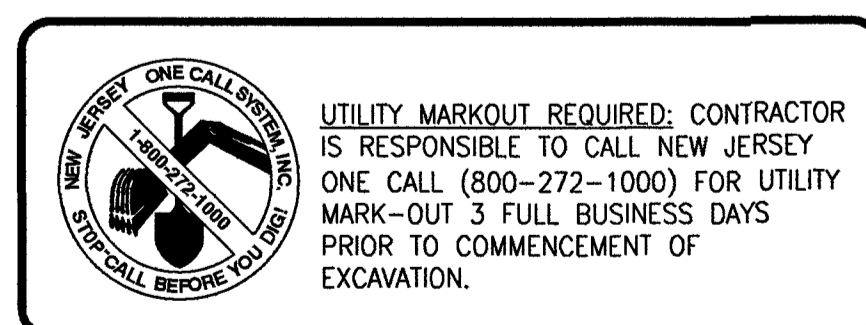 NEW JERSEY ONE CALL SYSTEM, INC.
1-800-272-1000
STOP-CALL BEFORE YOU DIG!
UTILITY MARKOUT REQUIRED: CONTRACTOR
IS RESPONSIBLE TO CALL NEW JERSEY
ONE CALL (800-272-1000) FOR UTILITY
MARK-OUT 3 FULL BUSINESS DAYS
PRIOR TO COMMENCEMENT OF
EXCAVATION.